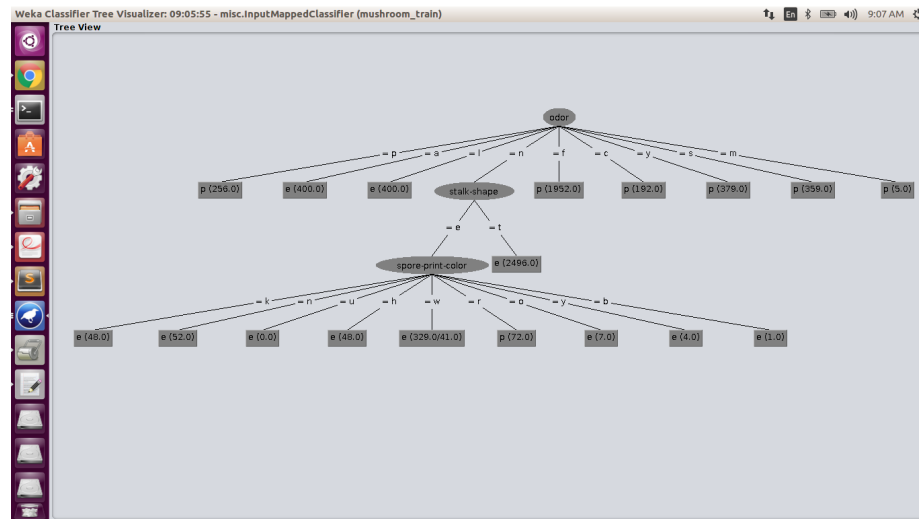 Weka Classifier Tree Visualizer: 09:05:55 - misc.InputMappedClassifier (mushroom_train)
En
9:07 AM
Tree View
odor
= p = a = l = n = f = c = y = s = m
p (256.0) e (400.0) e (400.0) stalk-shape p (1952.0) p (192.0) p (379.0) p (359.0) p (5.0)
= e = t
spore-print-color e (2496.0)
= k = n = u = h = w = r = o = y = b
e (48.0) e (52.0) e (0.0) e (48.0) e (329.0/41.0) p (72.0) e (7.0) e (4.0) e (1.0)